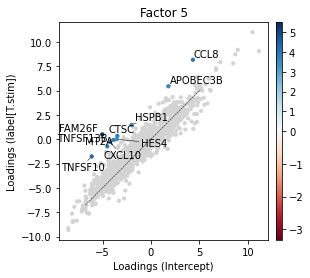 Factor 5
Loadings (label[T.stim])
10.0
7.5
5.0
2.5
0.0
−2.5
−5.0
−7.5
−10.0
CCL8
APOBEC3B
HSPB1
FAM26F
CTSC
TNFSF13B
MT2A
HES4
CXCL10
TNFSF10
−5
0
5
10
Loadings (Intercept)
5
4
3
2
1
0
0
−1
−2
−3